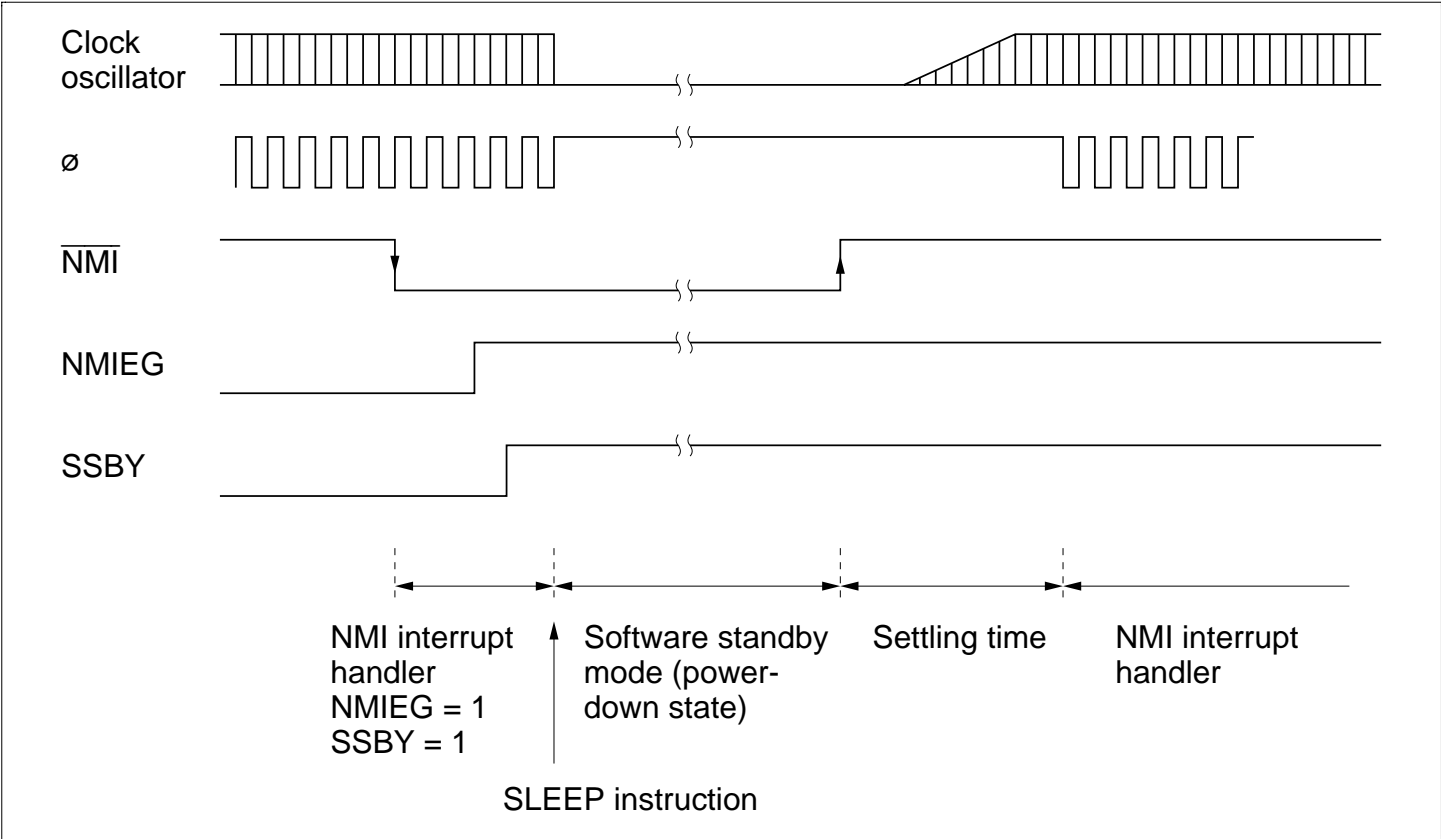 Clock
oscillator
ø
NMI
NMIEG
SSBY
NMI interrupt
handler
NMIEG = 1
SSBY = 1
Software standby
mode (power-
down state)
Settling time
NMI interrupt
handler
SLEEP instruction